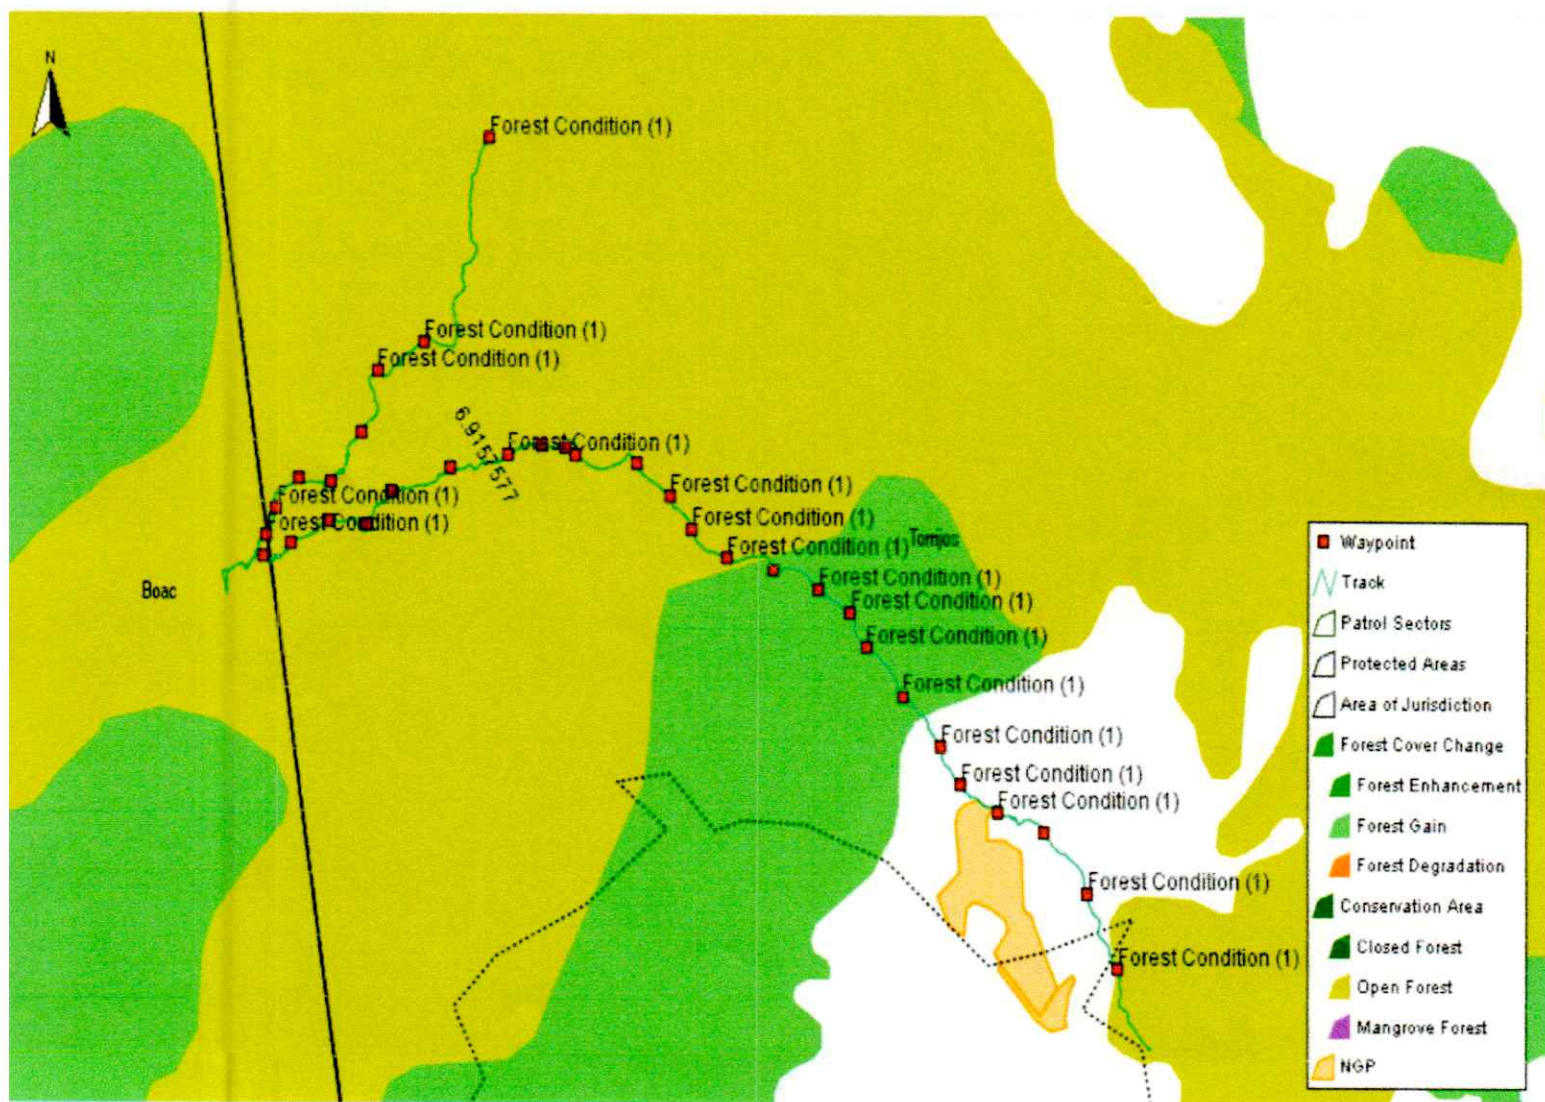 N
Forest Condition (1)
Forest Condition (1)
Forest Condition (1)
6.9157577
Forest Condition (1)
Forest Condition (1)
Forest Condition (1)
Forest Condition (1)
Forest Condition (1)
Forest Condition (1)
Torrijos
Boac
Forest Condition (1)
Forest Condition (1)
Forest Condition (1)
Forest Condition (1)
Forest Condition (1)
Forest Condition (1)
Forest Condition (1)
Forest Condition (1)
Forest Condition (1)
Waypoint
Track
Patrol Sectors
Protected Areas
Area of Jurisdiction
Forest Cover Change
Forest Enhancement
Forest Gain
Forest Degradation
Conservation Area
Closed Forest
Open Forest
Mangrove Forest
NGP